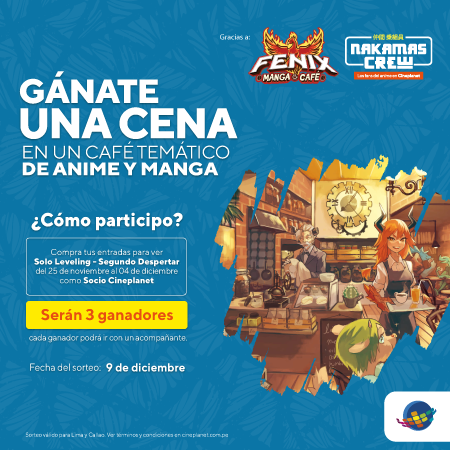 Gracias a:
FENIX
MANGA CAFÉ
NAKAMAS
CREW
Los fans del anime en Cineplanet
GÁNATE
UNA CENA
EN UN CAFÉ TEMÁTICO
DE ANIME Y MANGA
¿Cómo participo?
Compra tus entradas para ver
Solo Leveling - Segundo Despertar
del 25 de noviembre al 04 de diciembre
como Socio Cineplanet
Serán 3 ganadores
cada ganador podrá ir con un acompañante.
Fecha del sorteo: 9 de diciembre
Sorteo válido para Lima y Callao. Ver términos y condiciones en cineplanet.com.pe